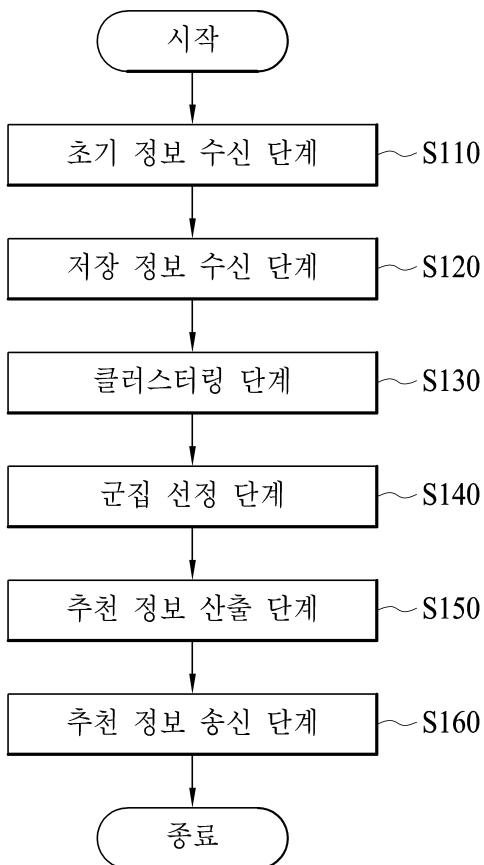 시작
초기 정보 수신 단계 S110
저장 정보 수신 단계 S120
클러스터링 단계 S130
군집 선정 단계 S140
추천 정보 산출 단계 S150
추천 정보 송신 단계 S160
종료